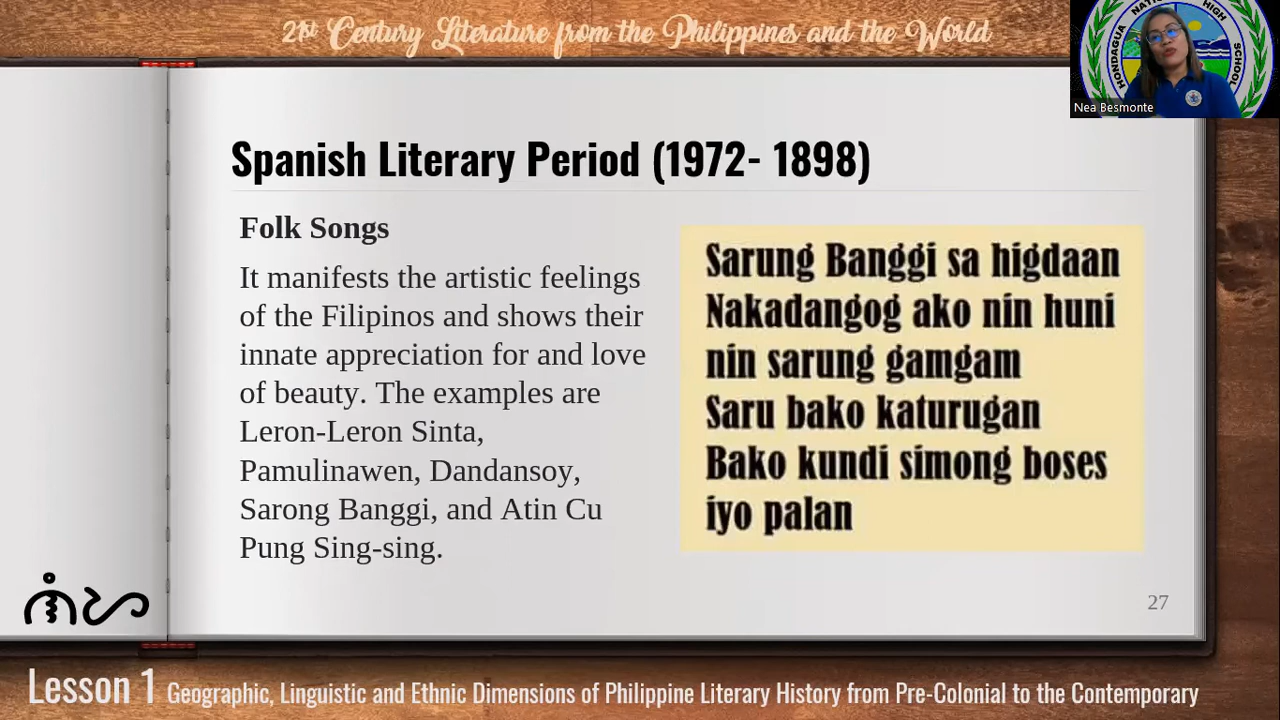 21st Century Literature from the Philippines and the World
HONDAGUA NATIONAL HIGH SCHOOL
Nea Besmonte
Spanish Literary Period (1972- 1898)
Folk Songs
It manifests the artistic feelings
of the Filipinos and shows their
innate appreciation for and love
of beauty. The examples are
Leron-Leron Sinta,
Pamulinawen, Dandansoy,
Sarong Banggi, and Atin Cu
Pung Sing-sing.
Sarung Banggi sa higdaan
Nakadangog ako nin huni
nin sarung gamgam
Saru bako katurugan
Bako kundi simong boses
iyo palan
27
Lesson 1 Geographic, Linguistic and Ethnic Dimensions of Philippine Literary History from Pre-Colonial to the Contemporary